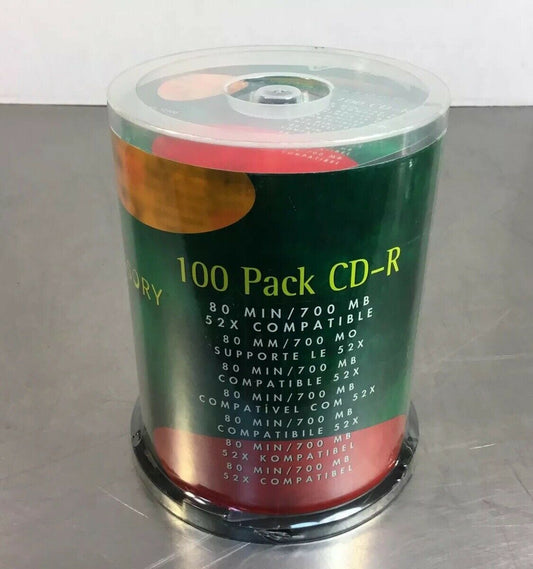 100 Pack CD-R
80 MIN/700 MB
52X COMPATIBLE
80 MM/700 MO
SUPPORTE LE 52X
80 MIN/700 MB
COMPATIBLE 52X
80 MIN/700 MB
COMPATÍVEL COM 52X
80 MIN/700 MB
COMPATIBILE 52X
80 MIN/700 MB
52X KOMPATIBEL
80 MIN/700 MB
52X COMPATIBEL